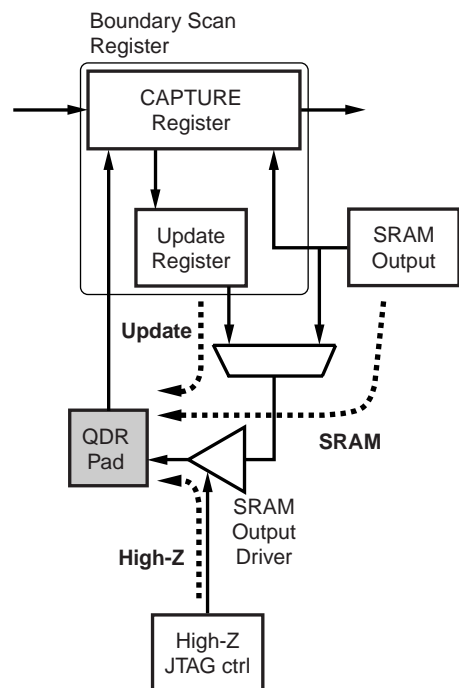 Boundary Scan
Register
CAPTURE
Register
Update
Register
SRAM
Output
Update
SRAM
QDR
Pad
SRAM
Output
Driver
High-Z
High-Z
JTAG ctrl